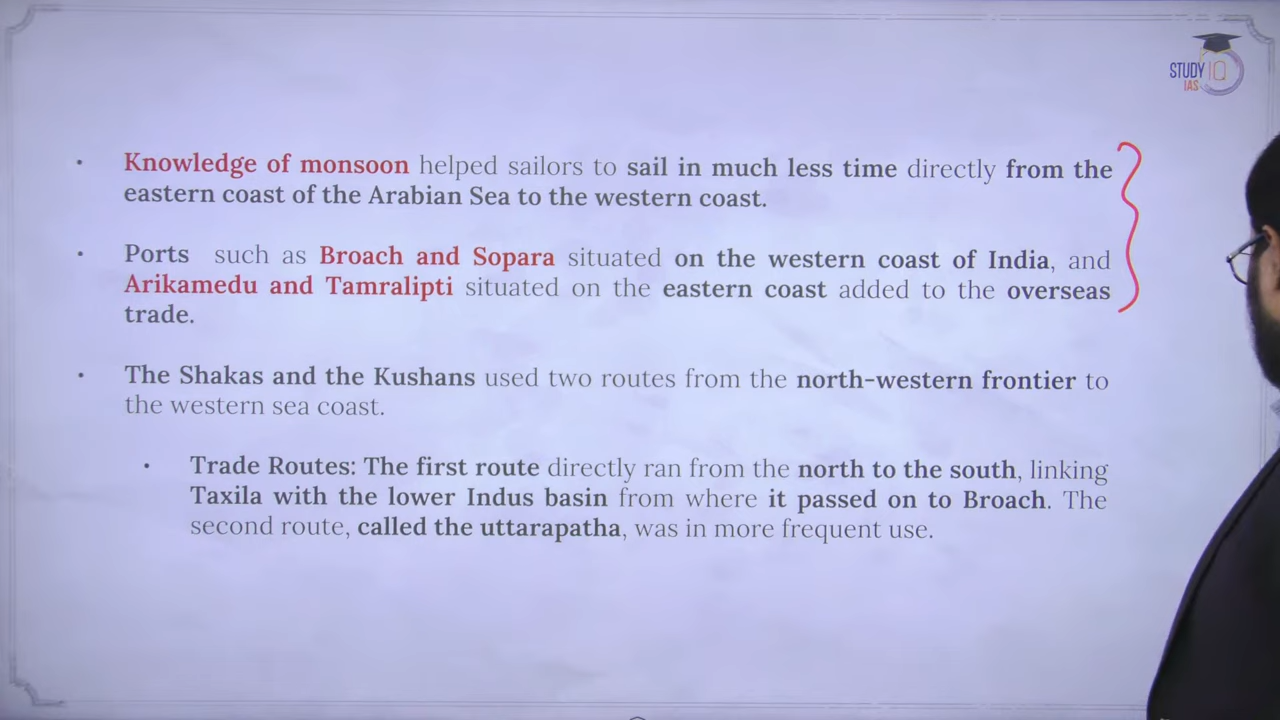 STUDY IQ
IAS
• Knowledge of monsoon helped sailors to sail in much less time directly from the
eastern coast of the Arabian Sea to the western coast.
• Ports such as Broach and Sopara situated on the western coast of India, and
Arikamedu and Tamralipti situated on the eastern coast added to the overseas
trade.
• The Shakas and the Kushans used two routes from the north-western frontier to
the western sea coast.
• Trade Routes: The first route directly ran from the north to the south, linking
Taxila with the lower Indus basin from where it passed on to Broach. The
second route, called the uttarapatha, was in more frequent use.